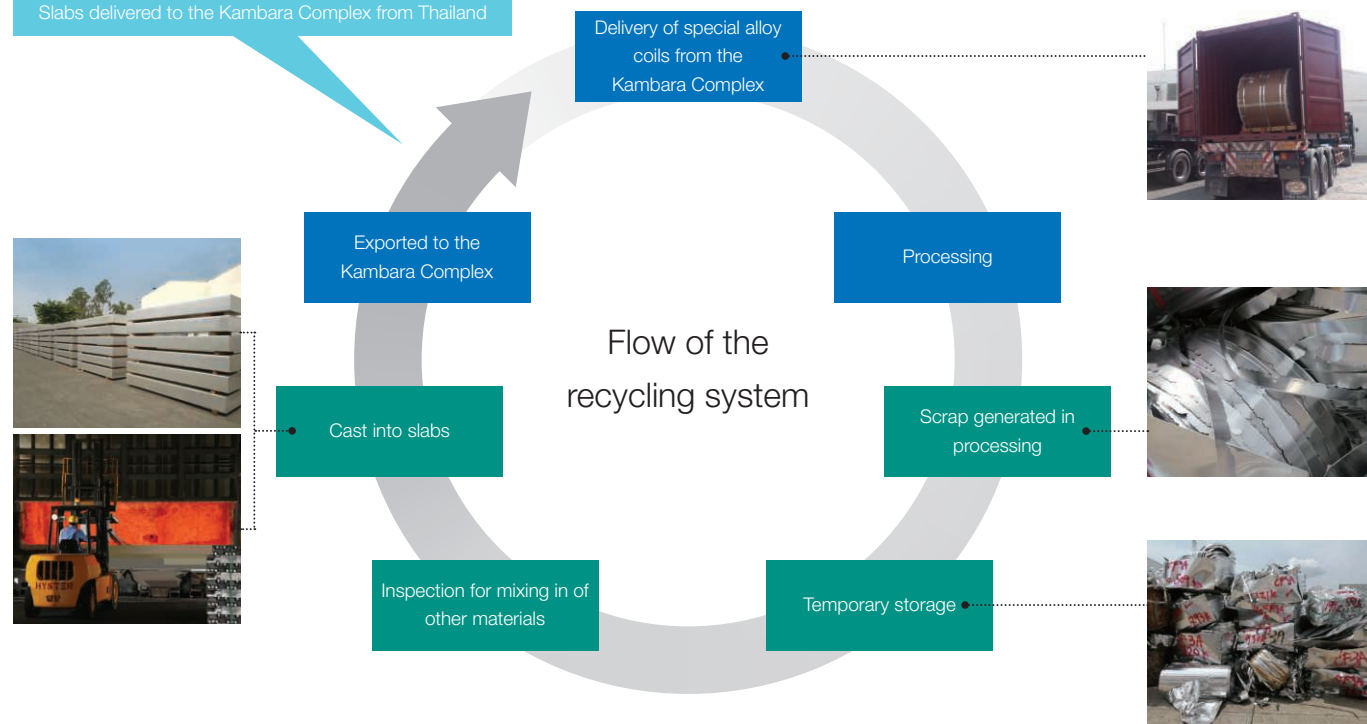 Slabs delivered to the Kambara Complex from Thailand
Delivery of special alloy
coils from the
Kambara Complex
Exported to the
Kambara Complex
Processing
Flow of the
recycling system
Cast into slabs
Scrap generated in
processing
Inspection for mixing in of
other materials
Temporary storage
HYSTER